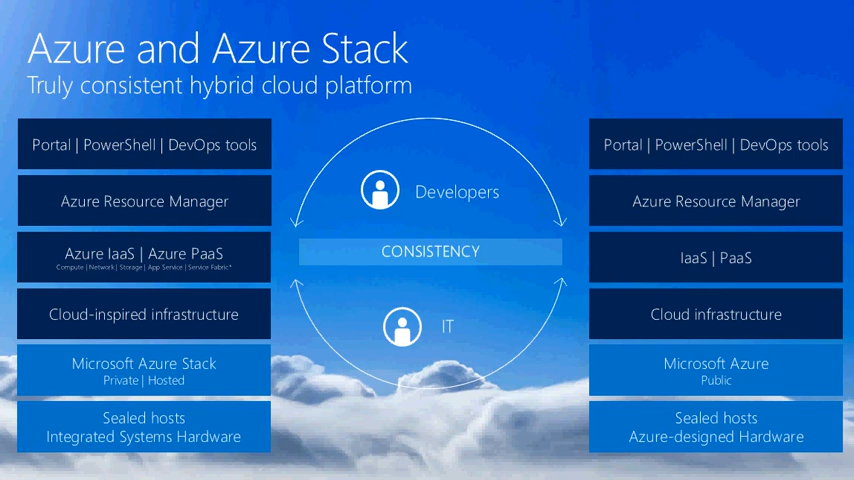 Azure and Azure Stack
Truly consistent hybrid cloud platform
Portal | PowerShell | DevOps tools
Azure Resource Manager
Azure IaaS | Azure PaaS
Compute | Network | Storage | App Service | Service Fabric*
Cloud-inspired infrastructure
Microsoft Azure Stack
Private | Hosted
Sealed hosts
Integrated Systems Hardware
Developers
CONSISTENCY
IT
Portal | PowerShell | DevOps tools
Azure Resource Manager
IaaS | PaaS
Cloud infrastructure
Microsoft Azure
Public
Sealed hosts
Azure-designed Hardware